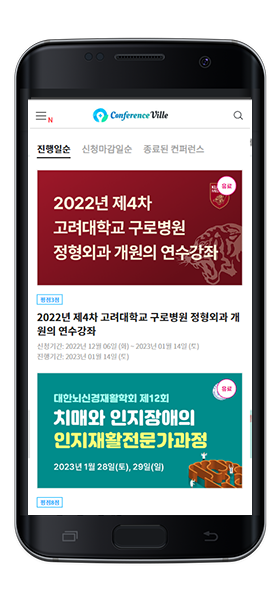 N
Conference Ville
진행일순 신청마감일순 종료된 컨퍼런스
유료
2022년 제4차
고려대학교 구로병원
정형외과 개원의 연수강좌
평점3점
2022년 제4차 고려대학교 구로병원 정형외과 개
원의 연수강좌
신청기간: 2022년 12월 06일 (화) ~ 2023년 01월 14일 (토)
진행기간: 2023년 01월 14일 (토)
유료
대한뇌신경재활학회 제12회
치매와 인지장애의
인지재활전문가과정
2023년 1월 28일(토), 29일(일)
평점6점